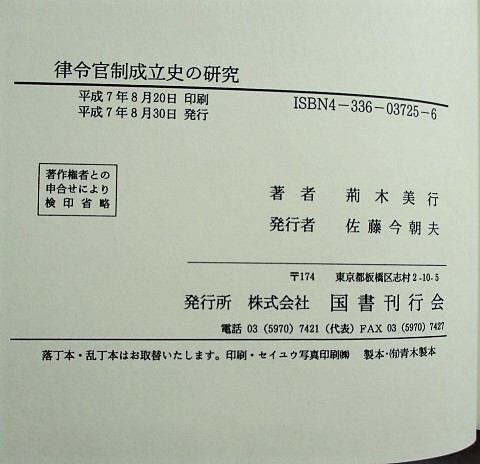 律令官制成立史の研究
平成7年8月20日 印刷
平成7年8月30日 発行
ISBN4-336-03725-6
著作権者との
申合せにより
検印省略
著者 荊木美行
発行者 佐藤今朝夫
〒174 東京都板橋区志村2-10-5
発行所 株式会社 国書刊行会
電話 03 (5970) 7421 (代表) FAX 03 (5970) 7427
落丁本・乱丁本はお取替いたします。印刷・セイユウ写真印刷㈱ 製本・㈲青木製本